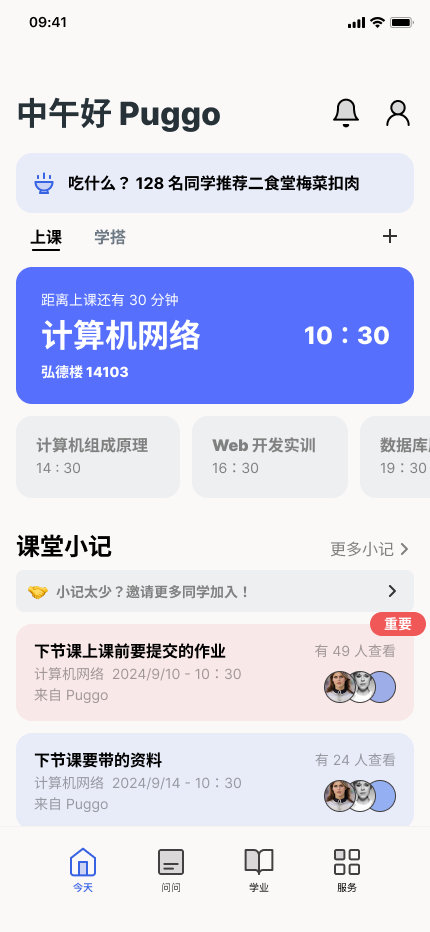 09:41
中午好 Puggo
吃什么？ 128 名同学推荐二食堂梅菜扣肉
上课 学搭
距离上课还有 30 分钟
计算机网络 10：30
弘德楼 14103
计算机组成原理 Web 开发实训 数据库
14 : 30 16：30 19：30
课堂小记 更多小记
小记太少？邀请更多同学加入！
重要
下节课上课前要提交的作业 有 49 人查看
计算机网络 2024/9/10 - 10：30
来自 Puggo
下节课要带的资料 有 24 人查看
计算机网络 2024/9/14 - 10：30
来自 Puggo
今天 问问 学业 服务